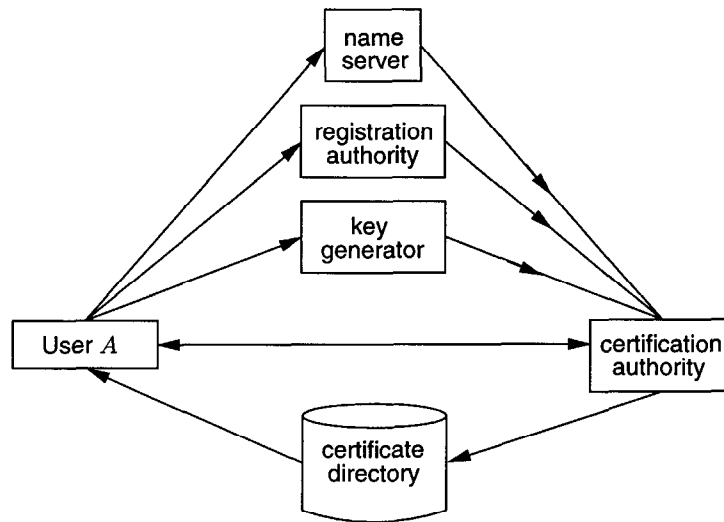 name
server
registration
authority
key
generator
User A
certification
authority
certificate
directory